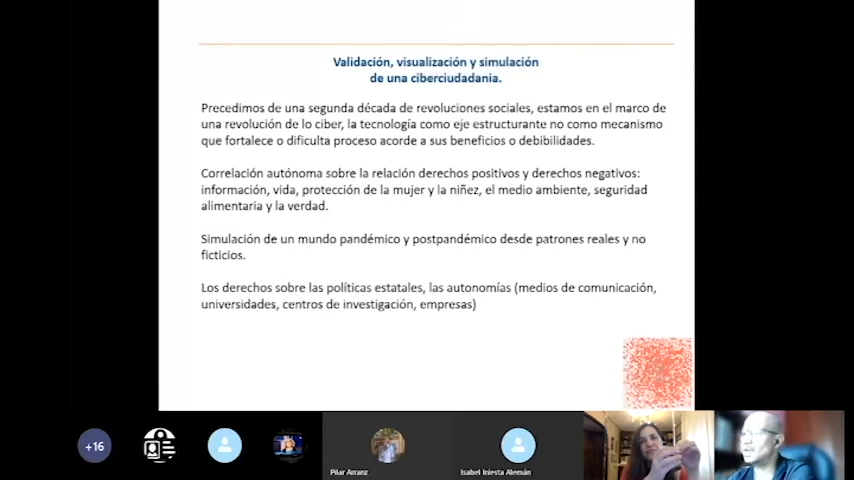 Validación, visualización y simulación
de una ciberciudadania.
Precedimos de una segunda década de revoluciones sociales, estamos en el marco de
una revolución de lo ciber, la tecnología como eje estructurante no como mecanismo
que fortalece o dificulta proceso acorde a sus beneficios o debibilidades.
Correlación autónoma sobre la relación derechos positivos y derechos negativos:
información, vida, protección de la mujer y la niñez, el medio ambiente, seguridad
alimentaria y la verdad.
Simulación de un mundo pandémico y postpandémico desde patrones reales y no
ficticios.
Los derechos sobre las políticas estatales, las autonomías (medios de comunicación,
universidades, centros de investigación, empresas)
+16
Pilar Arranz
Isabel Iniesta Alemán